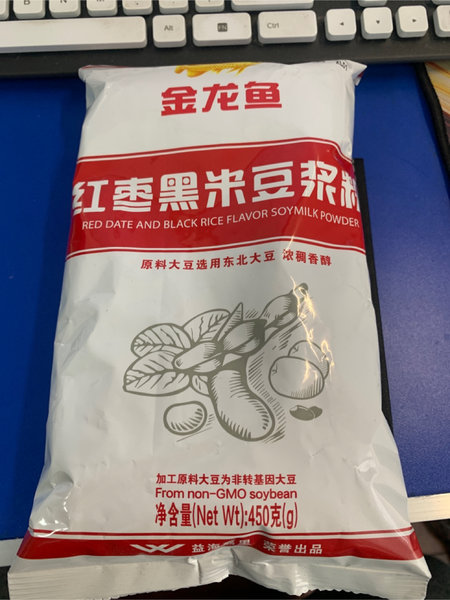 Alt
Ctrl
金龙鱼
红枣黑米豆浆料
RED DATE AND BLACK RICE FLAVOR SOYMILK POWDER
原料大豆选用东北大豆 浓稠香醇
加工原料大豆为非转基因大豆
From non-GMO soybean
净含量(Net Wt):450克(g)
益海嘉里 荣誉出品